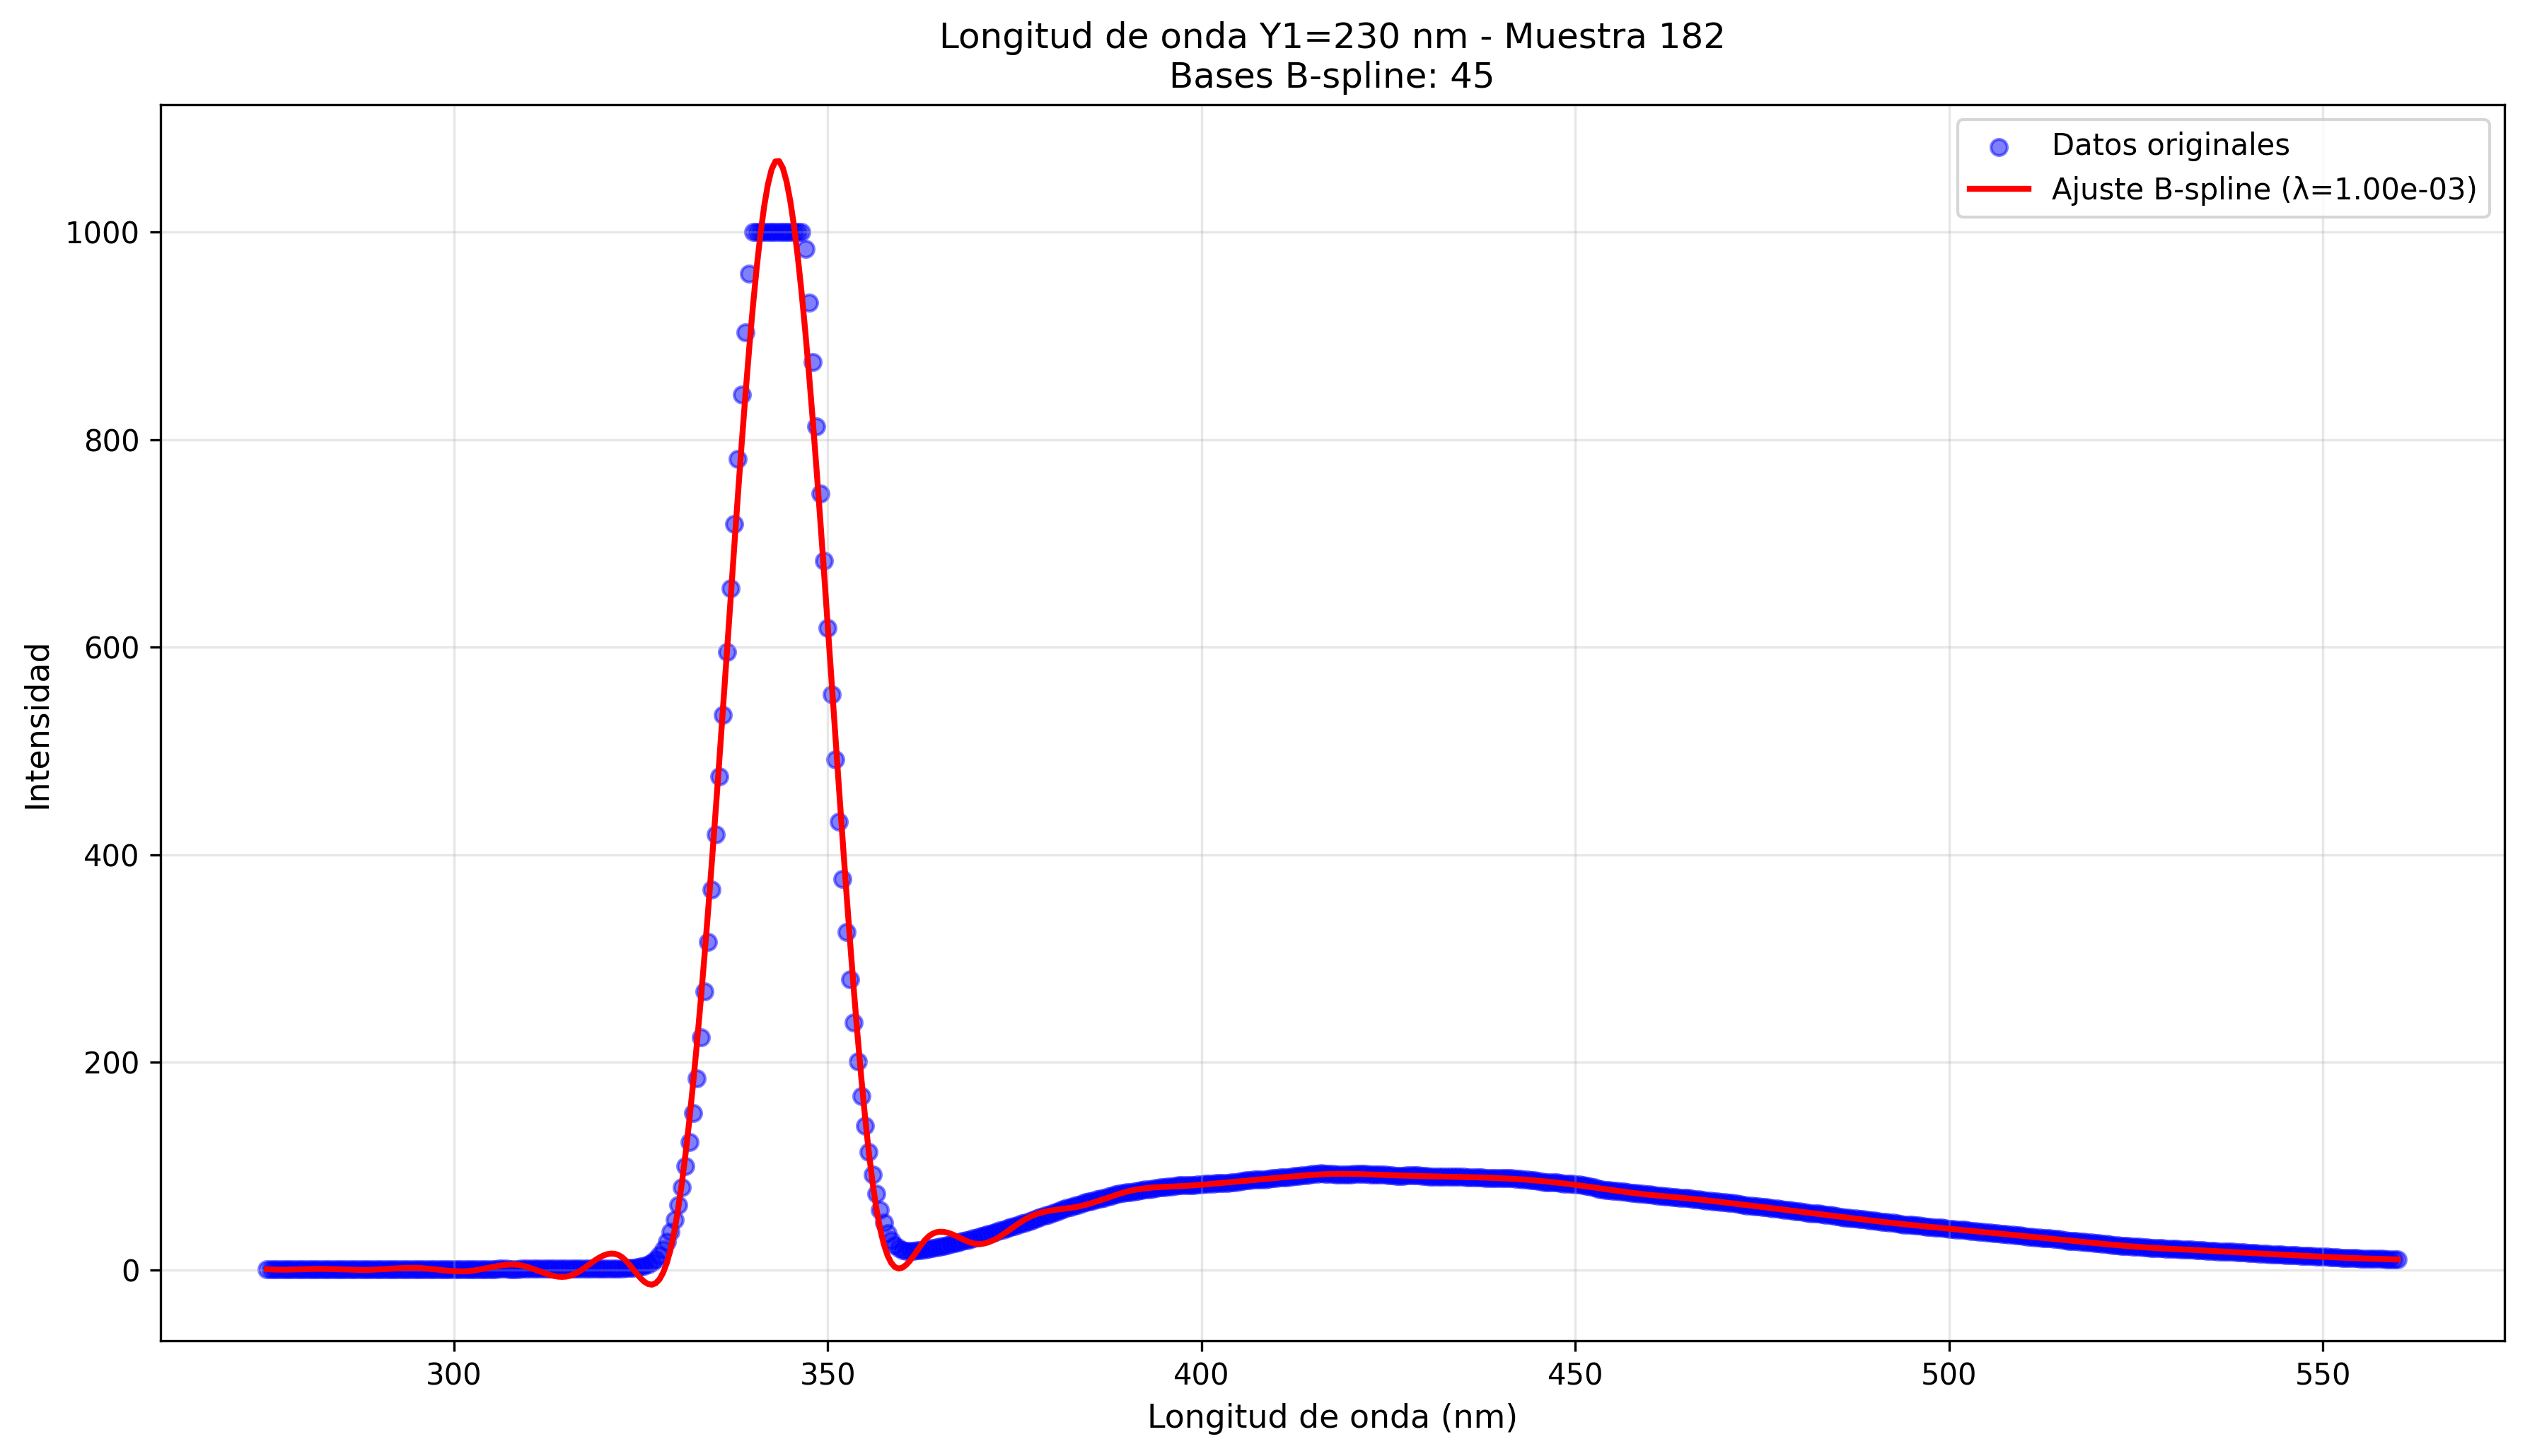 Longitud de onda Y1=230 nm - Muestra 182
Bases B-spline: 45
Datos originales
Ajuste B-spline (λ=1.00e-03)
Intensidad
1000
800
600
400
200
0
300 350 400 450 500 550
Longitud de onda (nm)